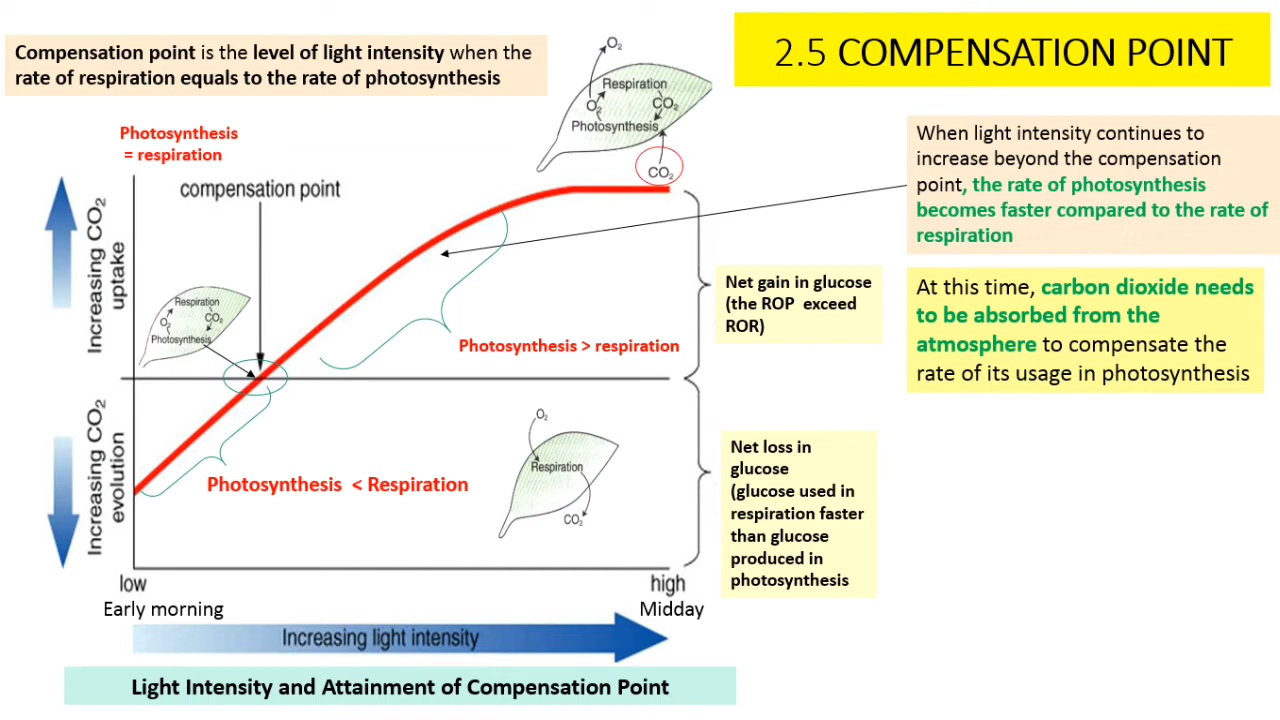 2.5 COMPENSATION POINT
Compensation point is the level of light intensity when the
rate of respiration equals to the rate of photosynthesis
Photosynthesis
= respiration
compensation point
O2
Respiration
O2
CO2
Photosynthesis
CO2
When light intensity continues to
increase beyond the compensation
point, the rate of photosynthesis
becomes faster compared to the rate of
respiration
At this time, carbon dioxide needs
to be absorbed from the
atmosphere to compensate the
rate of its usage in photosynthesis
Increasing CO2
uptake
Respiration
O2
CO2
Photosynthesis
Photosynthesis > respiration
Net gain in glucose
(the ROP exceed
ROR)
Increasing CO2
evolution
Photosynthesis < Respiration
O2
Respiration
CO2
Net loss in
glucose
(glucose used in
respiration faster
than glucose
produced in
photosynthesis
low
high
Early morning
Midday
Increasing light intensity
Light Intensity and Attainment of Compensation Point